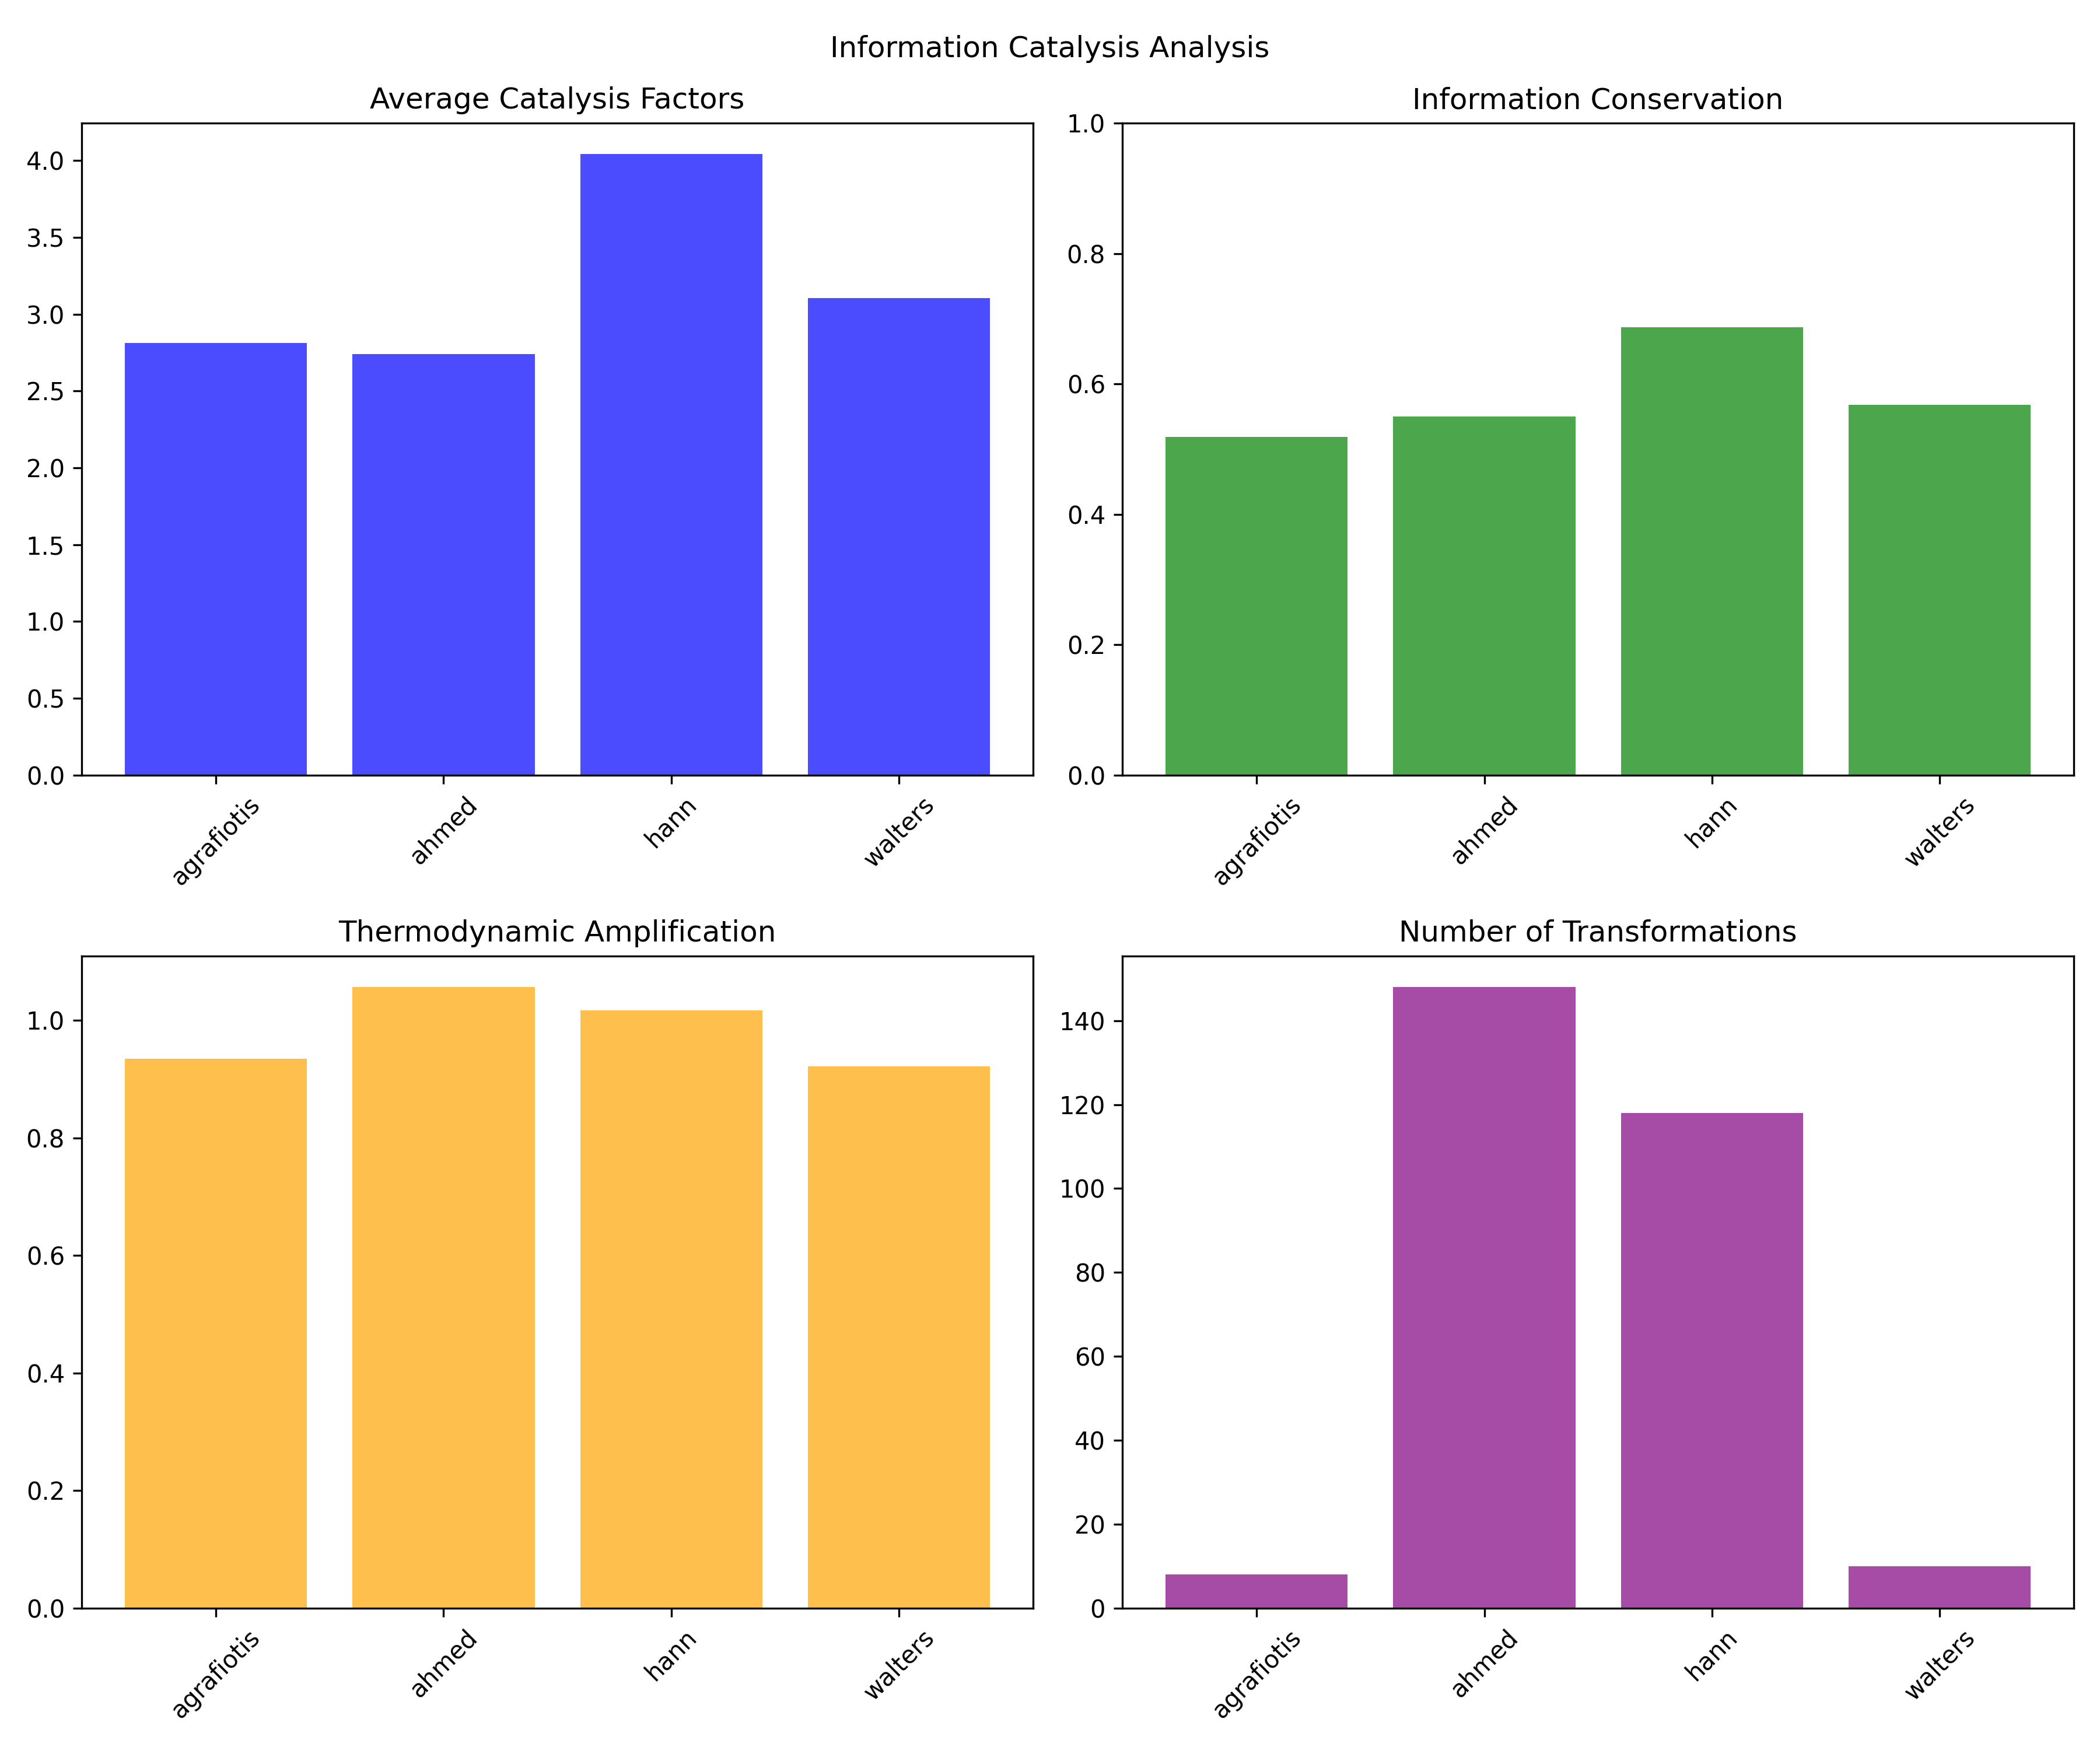 Information Catalysis Analysis
Average Catalysis Factors
4.0
3.5
3.0
2.5
2.0
1.5
1.0
0.5
0.0
agrafiotis
ahmed
hann
walters
Information Conservation
1.0
0.8
0.6
0.4
0.2
0.0
agrafiotis
ahmed
hann
walters
Thermodynamic Amplification
1.0
0.8
0.6
0.4
0.2
0.0
agrafiotis
ahmed
hann
walters
Number of Transformations
140
120
100
80
60
40
20
0
agrafiotis
ahmed
hann
walters